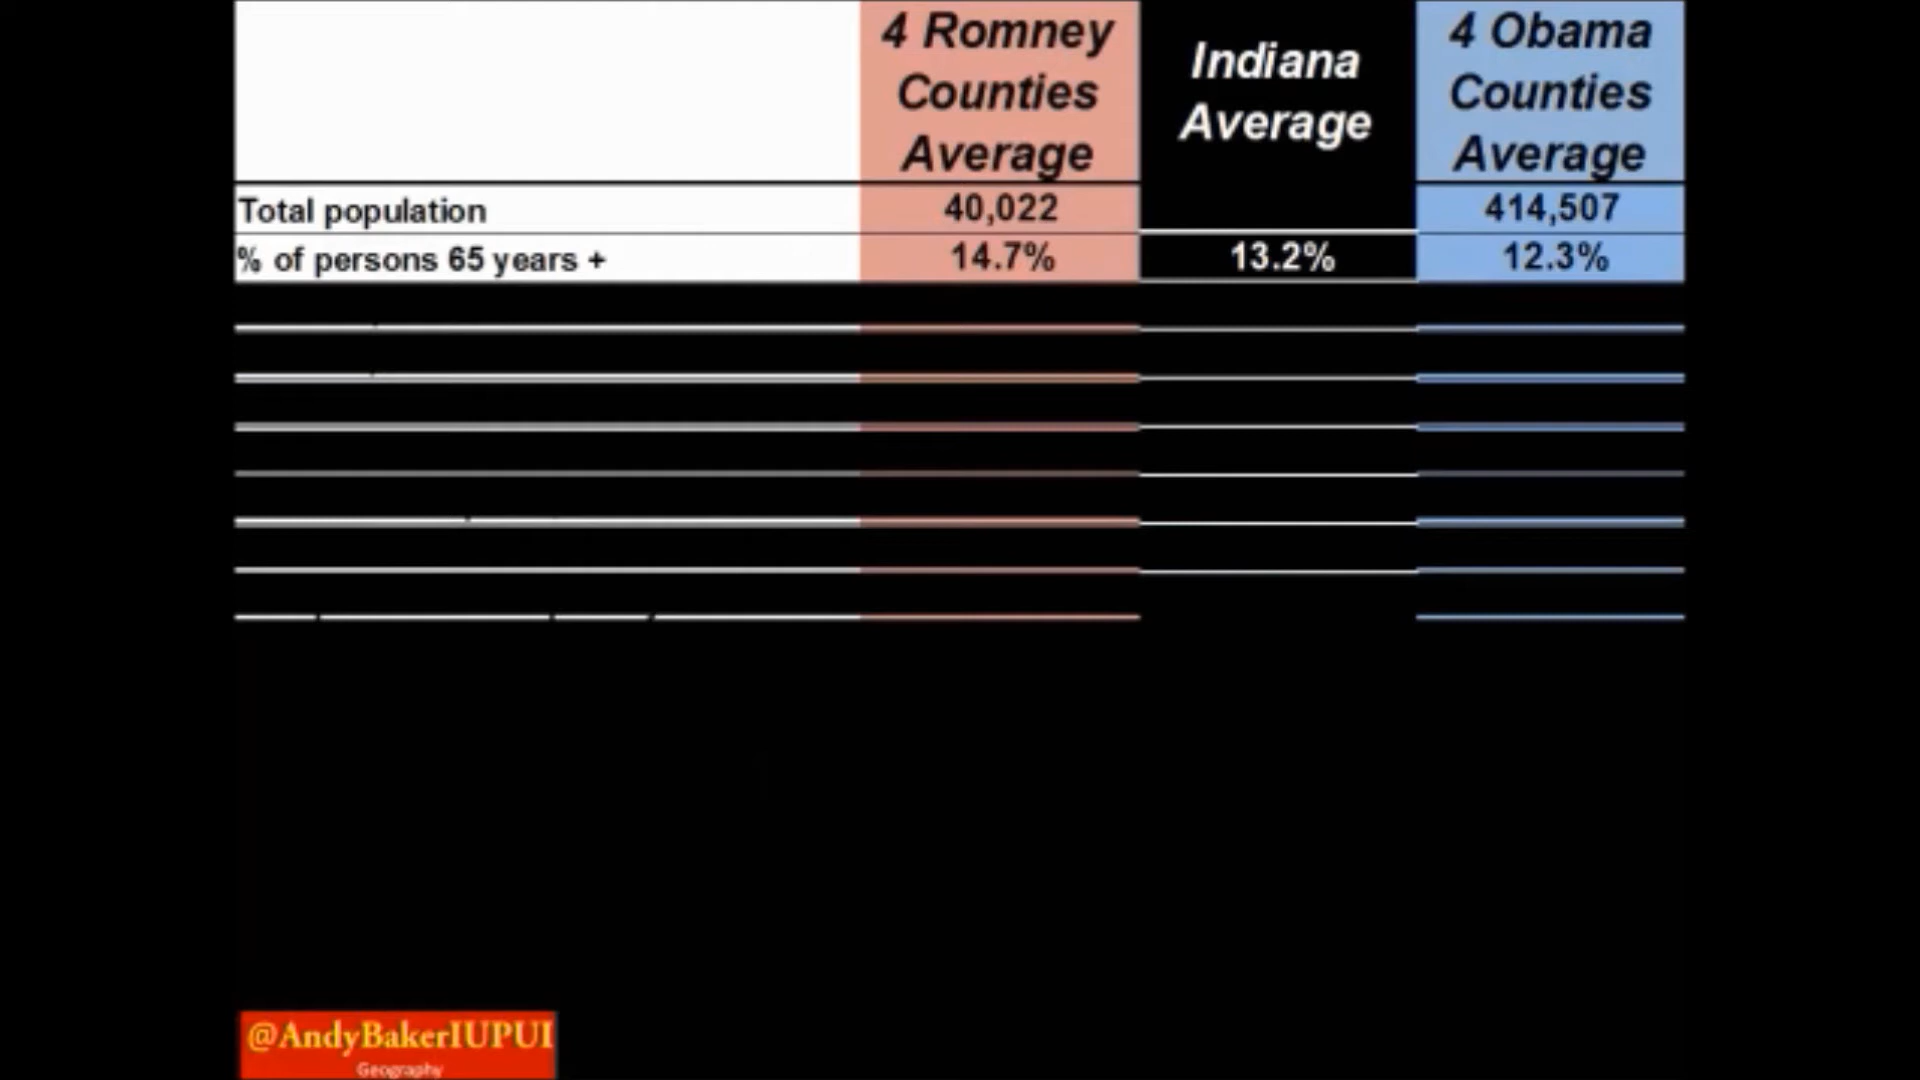 4 Romney Counties Average
Indiana Average
4 Obama Counties Average
Total population 40,022 414,507
% of persons 65 years + 14.7% 13.2% 12.3%
@AndyBakerIUPUI
Geography